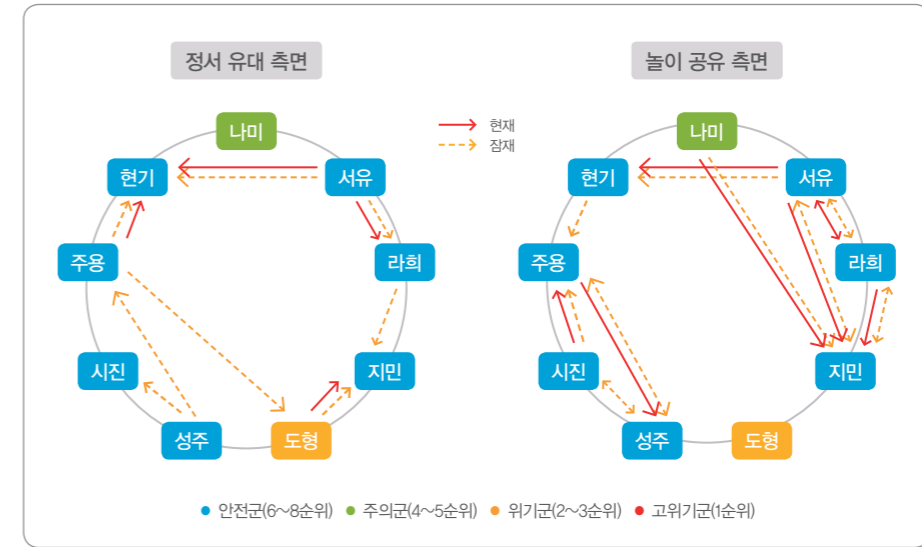 정서 유대 측면
놀이 공유 측면
현재
잠재
나미
현기
서유
주용
라희
시진
지민
성주
도형
나미
현기
서유
주용
라희
시진
지민
성주
도형
안전군(6~8순위) 주의군(4~5순위) 위기군(2~3순위) 고위기군(1순위)